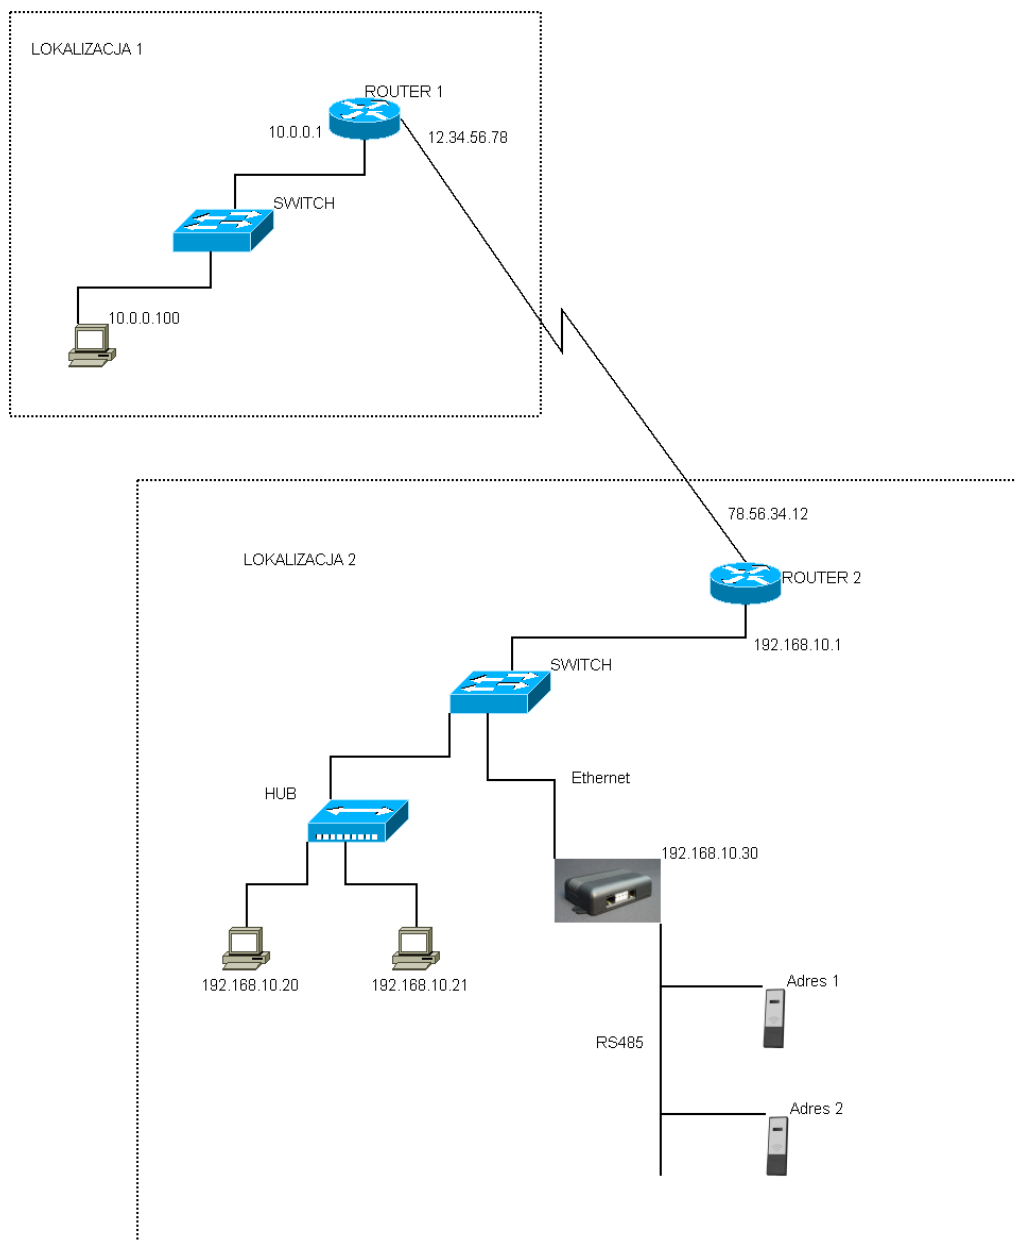 LOKALIZACJA 1
ROUTER 1
10.0.0.1
12.34.56.78
SWITCH
10.0.0.100
78.56.34.12
LOKALIZACJA 2
ROUTER 2
192.168.10.1
SWITCH
Ethernet
HUB
192.168.10.30
192.168.10.20
192.168.10.21
Adres 1
RS485
Adres 2